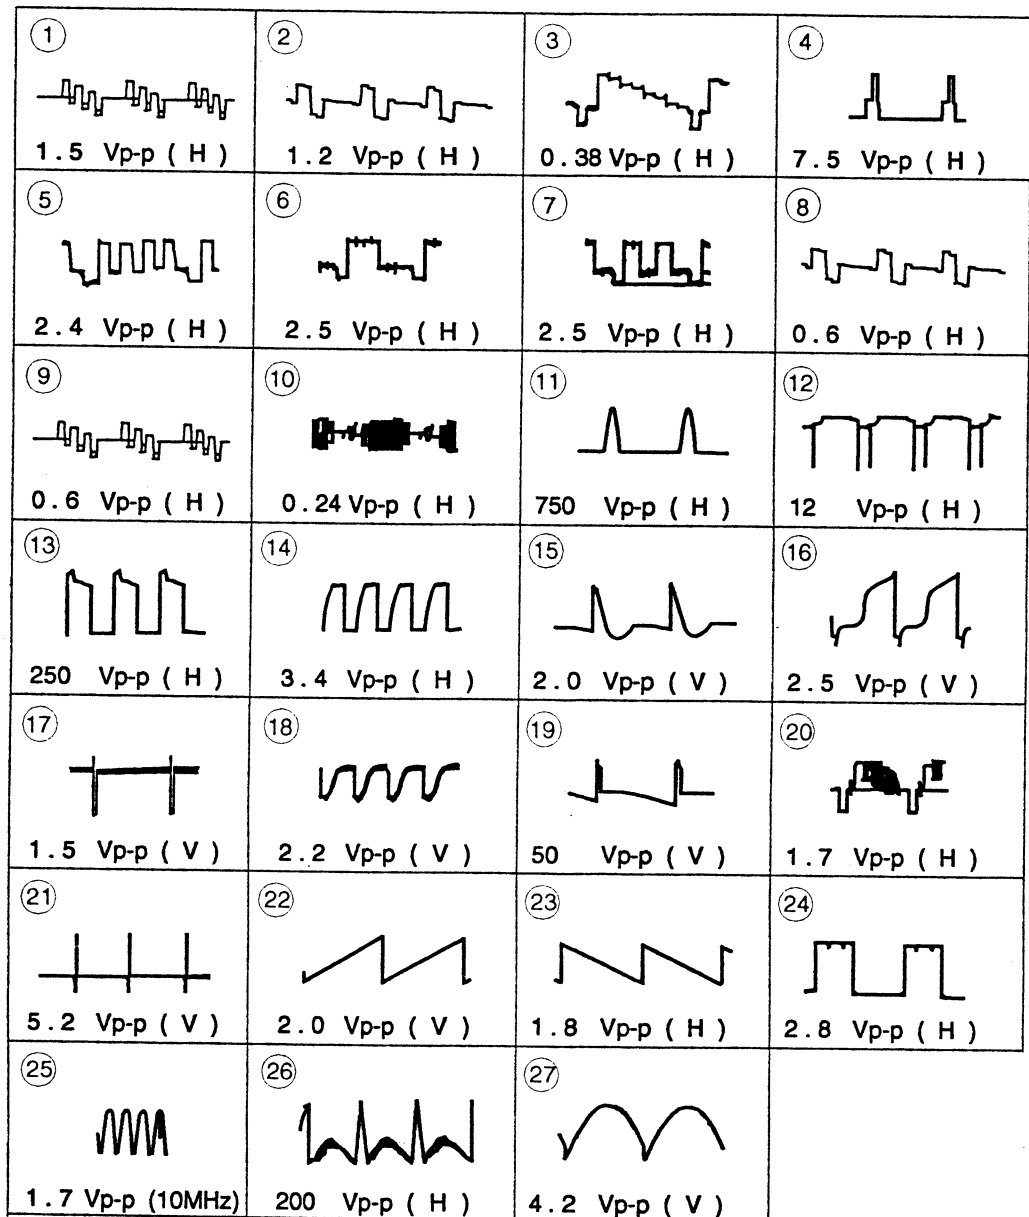 ① ② ③ ④
1.5 Vp-p ( H ) 1.2 Vp-p ( H ) 0.38 Vp-p ( H ) 7.5 Vp-p ( H )
⑤ ⑥ ⑦ ⑧
2.4 Vp-p ( H ) 2.5 Vp-p ( H ) 2.5 Vp-p ( H ) 0.6 Vp-p ( H )
⑨ ⑩ ⑪ ⑫
0.6 Vp-p ( H ) 0.24 Vp-p ( H ) 750 Vp-p ( H ) 12 Vp-p ( H )
⑬ ⑭ ⑮ ⑯
250 Vp-p ( H ) 3.4 Vp-p ( H ) 2.0 Vp-p ( V ) 2.5 Vp-p ( V )
⑰ ⑱ ⑲ ⑳
1.5 Vp-p ( V ) 2.2 Vp-p ( V ) 50 Vp-p ( V ) 1.7 Vp-p ( H )
㉑ ㉒ ㉓ ㉔
5.2 Vp-p ( V ) 2.0 Vp-p ( V ) 1.8 Vp-p ( H ) 2.8 Vp-p ( H )
㉕ ㉖ ㉗
1.7 Vp-p (10MHz) 200 Vp-p ( H ) 4.2 Vp-p ( V )